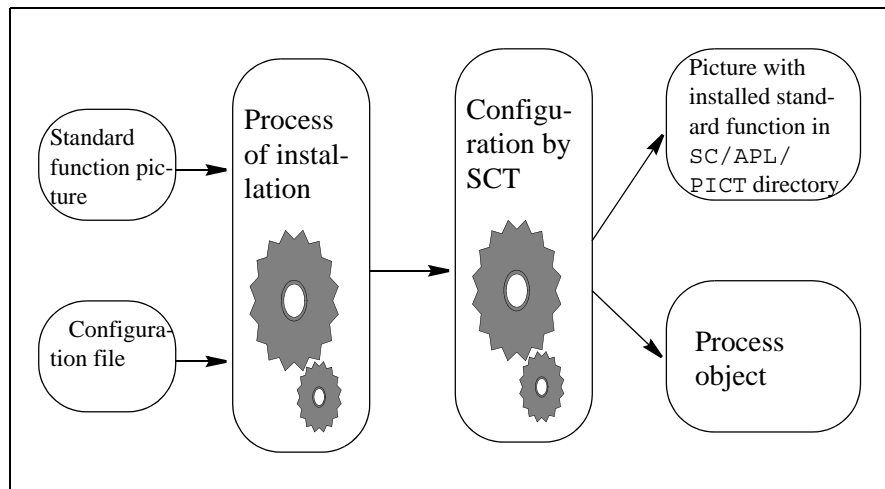 Standard
function pic-
ture
Configura-
tion file
Process
of instal-
lation
Configu-
ration by
SCT
Picture with
installed stand-
ard function in
SC/APL/
PICT directory
Process
object